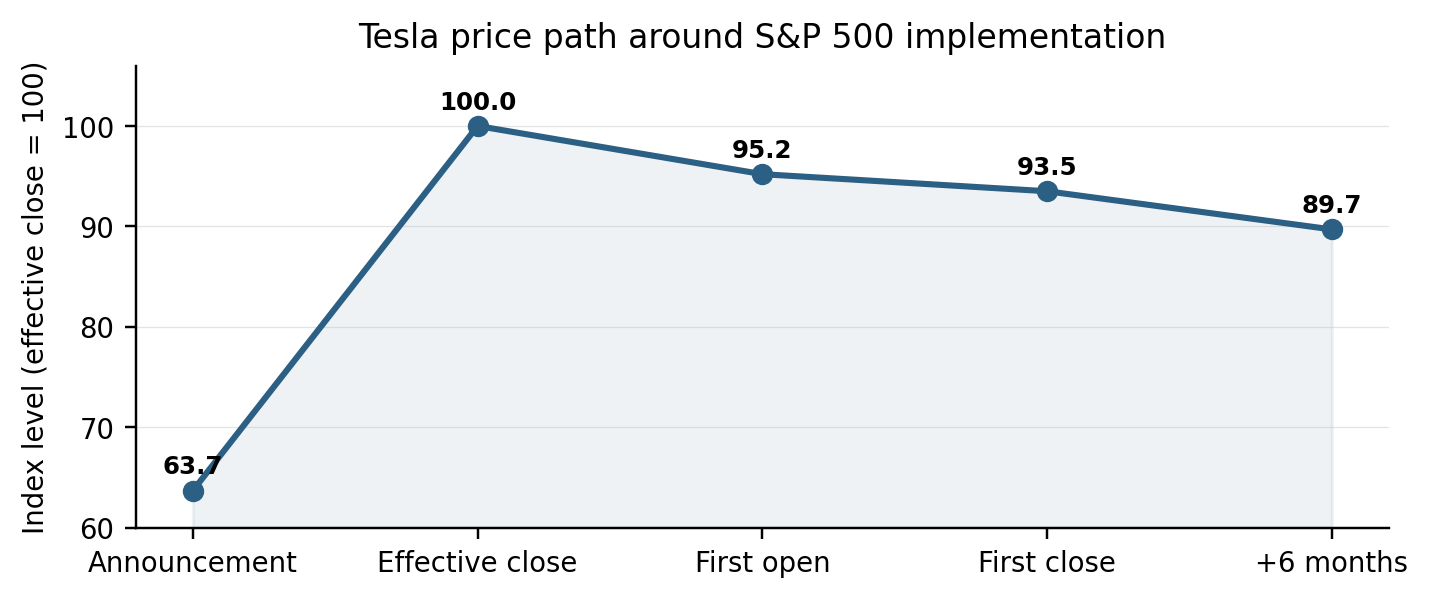 Tesla price path around S&P 500 implementation
Index level (effective close = 100)
100
90
80
70
60
63.7
100.0
95.2
93.5
89.7
Announcement
Effective close
First open
First close
+6 months